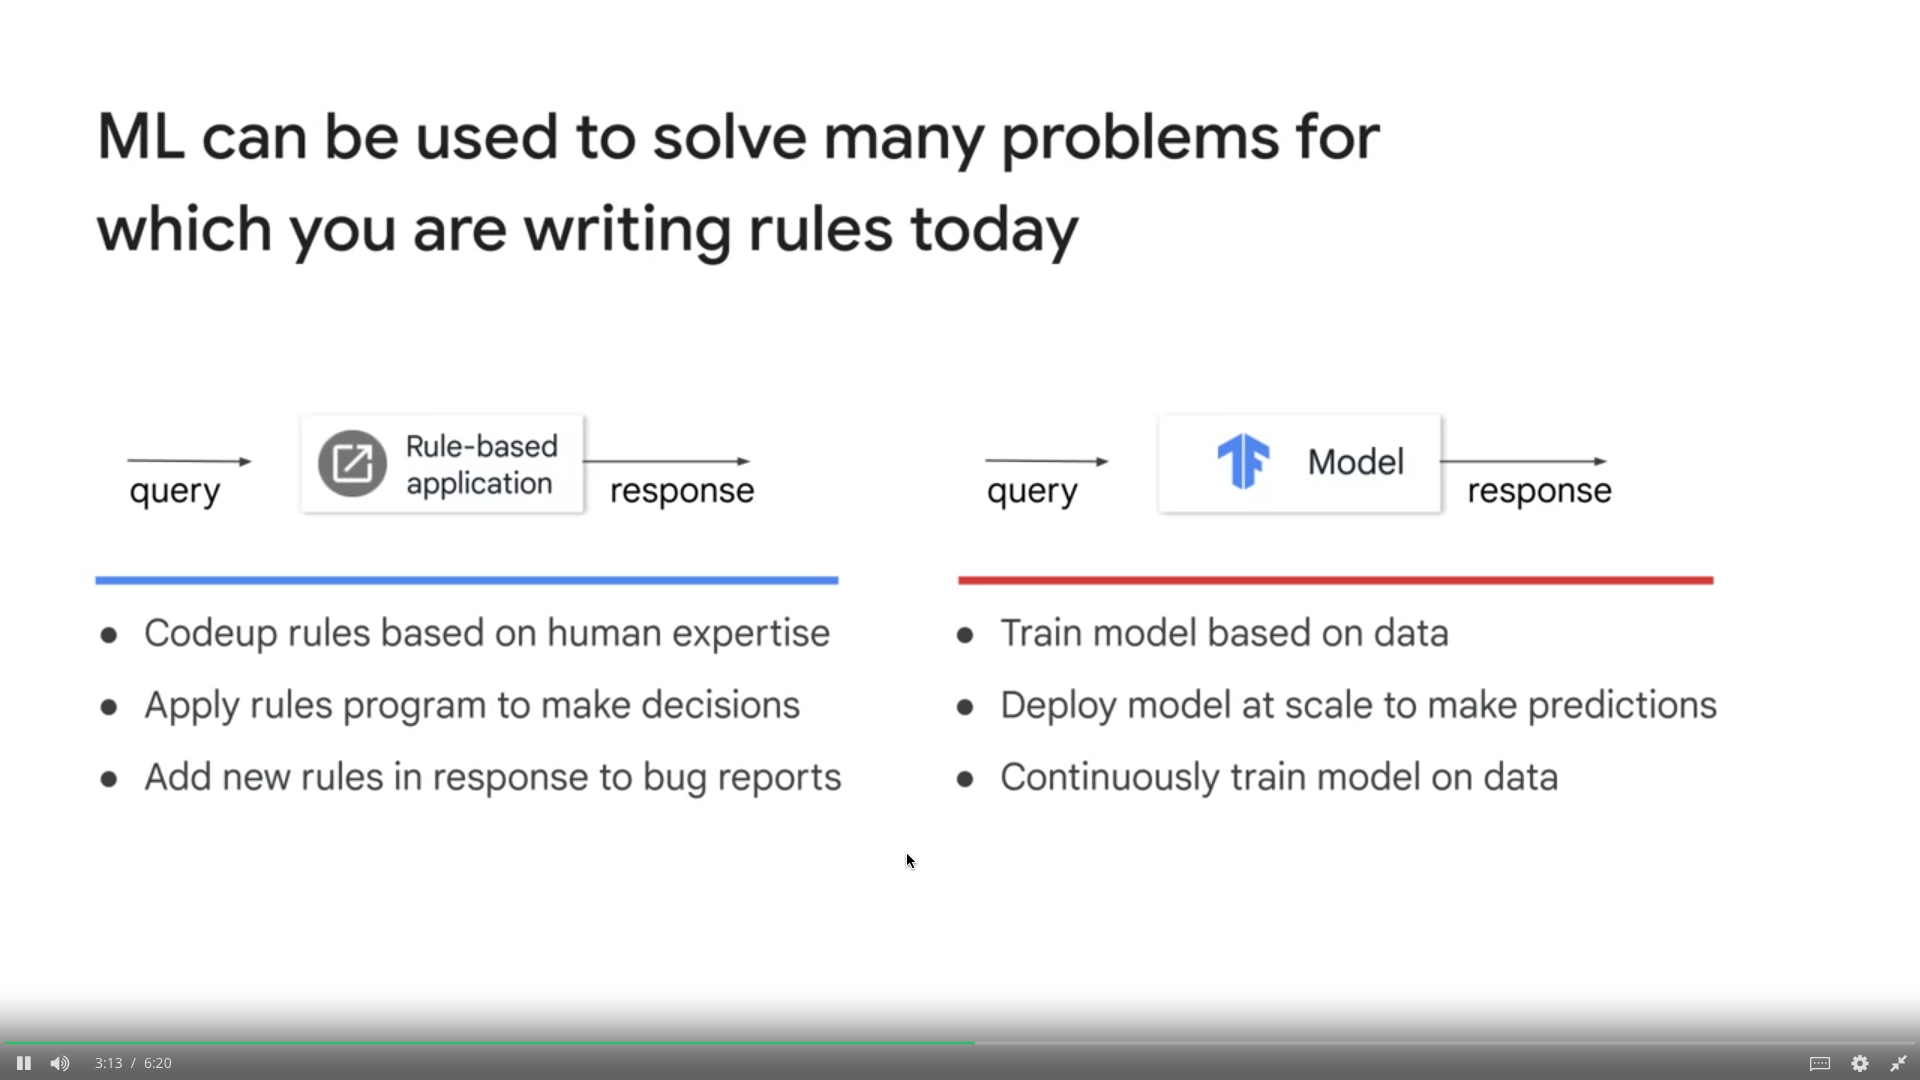 ML can be used to solve many problems for
which you are writing rules today
query
Rule-based
application
response
query
Model
response
● Codeup rules based on human expertise
● Apply rules program to make decisions
● Add new rules in response to bug reports
● Train model based on data
● Deploy model at scale to make predictions
● Continuously train model on data
3:13 / 6:20